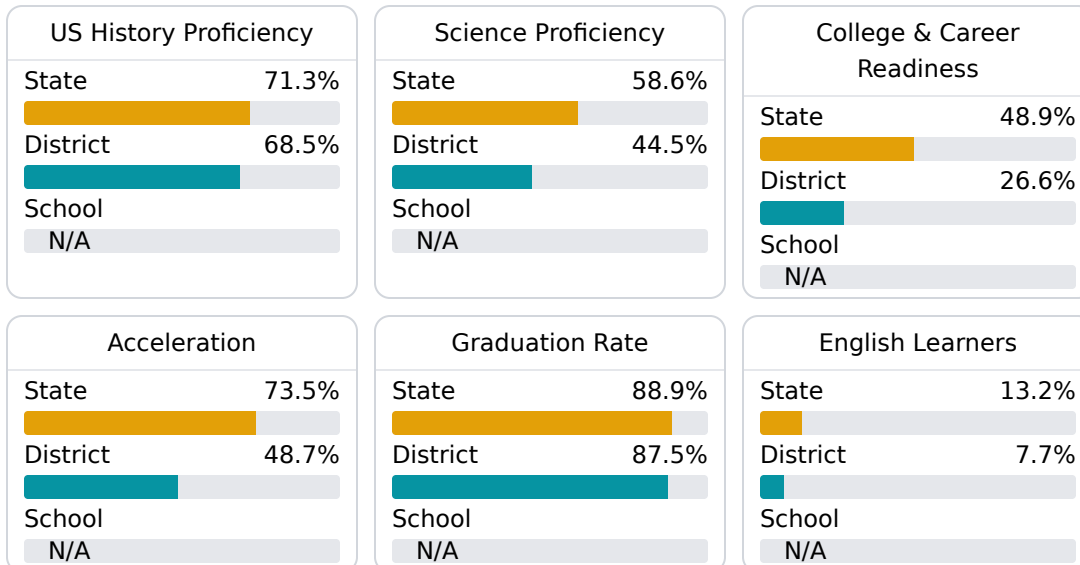 US History Proficiency
State 71.3%
District 68.5%
School
N/A
Science Proficiency
State 58.6%
District 44.5%
School
N/A
College & Career
Readiness
State 48.9%
District 26.6%
School
N/A
Acceleration
State 73.5%
District 48.7%
School
N/A
Graduation Rate
State 88.9%
District 87.5%
School
N/A
English Learners
State 13.2%
District 7.7%
School
N/A